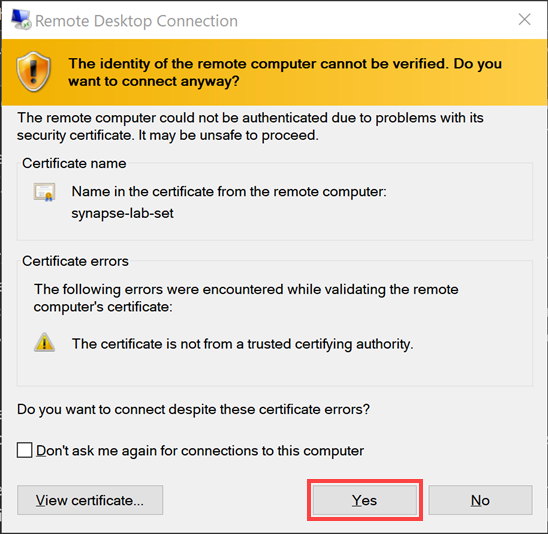 Remote Desktop Connection
The identity of the remote computer cannot be verified. Do you
want to connect anyway?
The remote computer could not be authenticated due to problems with its
security certificate. It may be unsafe to proceed.
Certificate name
Name in the certificate from the remote computer:
synapse-lab-set
Certificate errors
The following errors were encountered while validating the remote
computer's certificate:
The certificate is not from a trusted certifying authority.
Do you want to connect despite these certificate errors?
Don't ask me again for connections to this computer
View certificate...
Yes
No